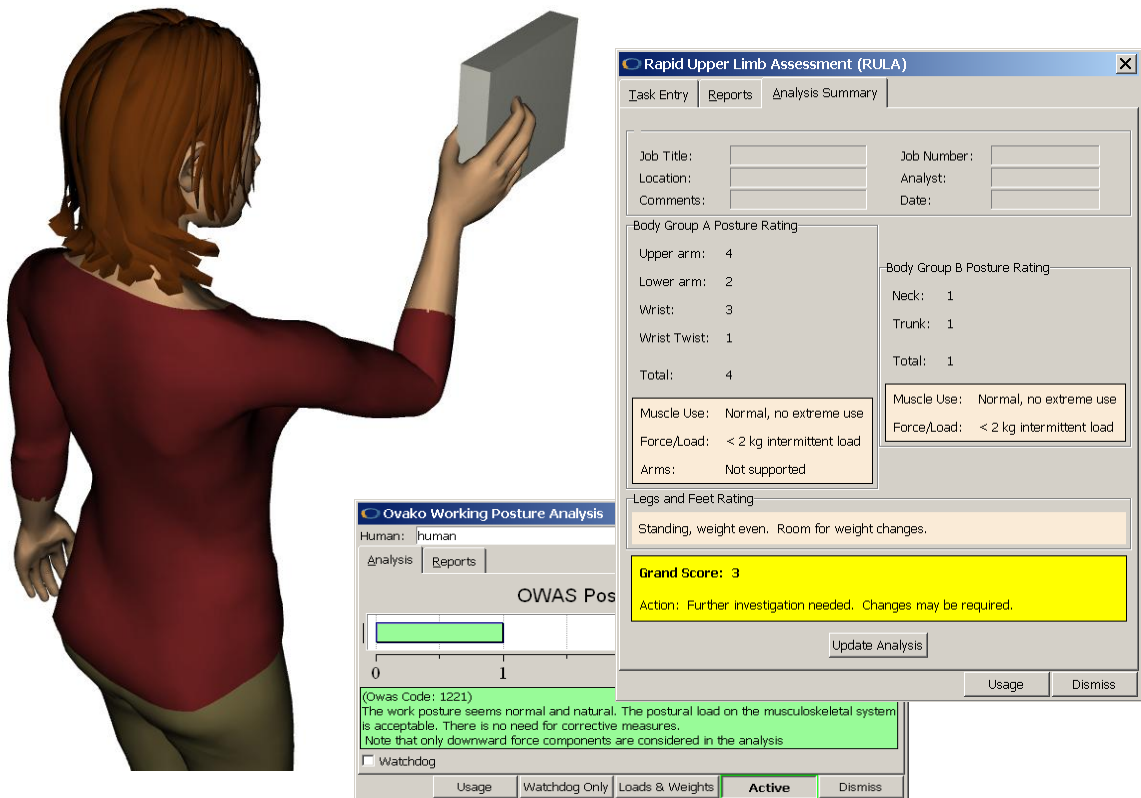 Rapid Upper Limb Assessment (RULA)
Task Entry Reports Analysis Summary
Job Title: Job Number:
Location: Analyst:
Comments: Date:
Body Group A Posture Rating
Upper arm: 4
Lower arm: 2
Wrist: 3
Wrist Twist: 1
Total: 4
Muscle Use: Normal, no extreme use
Force/Load: < 2 kg intermittent load
Arms: Not supported
Body Group B Posture Rating
Neck: 1
Trunk: 1
Total: 1
Muscle Use: Normal, no extreme use
Force/Load: < 2 kg intermittent load
Legs and Feet Rating
Standing, weight even. Room for weight changes.
Grand Score: 3
Action: Further investigation needed. Changes may be required.
Update Analysis
Usage Dismiss
Ovako Working Posture Analysis
Human: human
Analysis Reports
OWAS Pos
0 1
(Owas Code: 1221)
The work posture seems normal and natural. The postural load on the musculoskeletal system
is acceptable. There is no need for corrective measures.
Note that only downward force components are considered in the analysis
Watchdog
Usage Watchdog Only Loads & Weights Active Dismiss